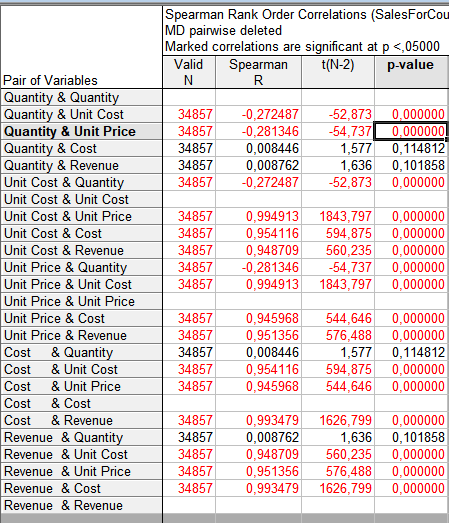 Spearman Rank Order Correlations (SalesForCou
MD pairwise deleted
Marked correlations are significant at p <,05000
Pair of Variables Valid N Spearman R t(N-2) p-value
Quantity & Quantity
Quantity & Unit Cost 34857 -0,272487 -52,873 0,000000
Quantity & Unit Price 34857 -0,281346 -54,737 0,000000
Quantity & Cost 34857 0,008446 1,577 0,114812
Quantity & Revenue 34857 0,008762 1,636 0,101858
Unit Cost & Quantity 34857 -0,272487 -52,873 0,000000
Unit Cost & Unit Cost
Unit Cost & Unit Price 34857 0,994913 1843,797 0,000000
Unit Cost & Cost 34857 0,954116 594,875 0,000000
Unit Cost & Revenue 34857 0,948709 560,235 0,000000
Unit Price & Quantity 34857 -0,281346 -54,737 0,000000
Unit Price & Unit Cost 34857 0,994913 1843,797 0,000000
Unit Price & Unit Price
Unit Price & Cost 34857 0,945968 544,646 0,000000
Unit Price & Revenue 34857 0,951356 576,488 0,000000
Cost & Quantity 34857 0,008446 1,577 0,114812
Cost & Unit Cost 34857 0,954116 594,875 0,000000
Cost & Unit Price 34857 0,945968 544,646 0,000000
Cost & Cost
Cost & Revenue 34857 0,993479 1626,799 0,000000
Revenue & Quantity 34857 0,008762 1,636 0,101858
Revenue & Unit Cost 34857 0,948709 560,235 0,000000
Revenue & Unit Price 34857 0,951356 576,488 0,000000
Revenue & Cost 34857 0,993479 1626,799 0,000000
Revenue & Revenue